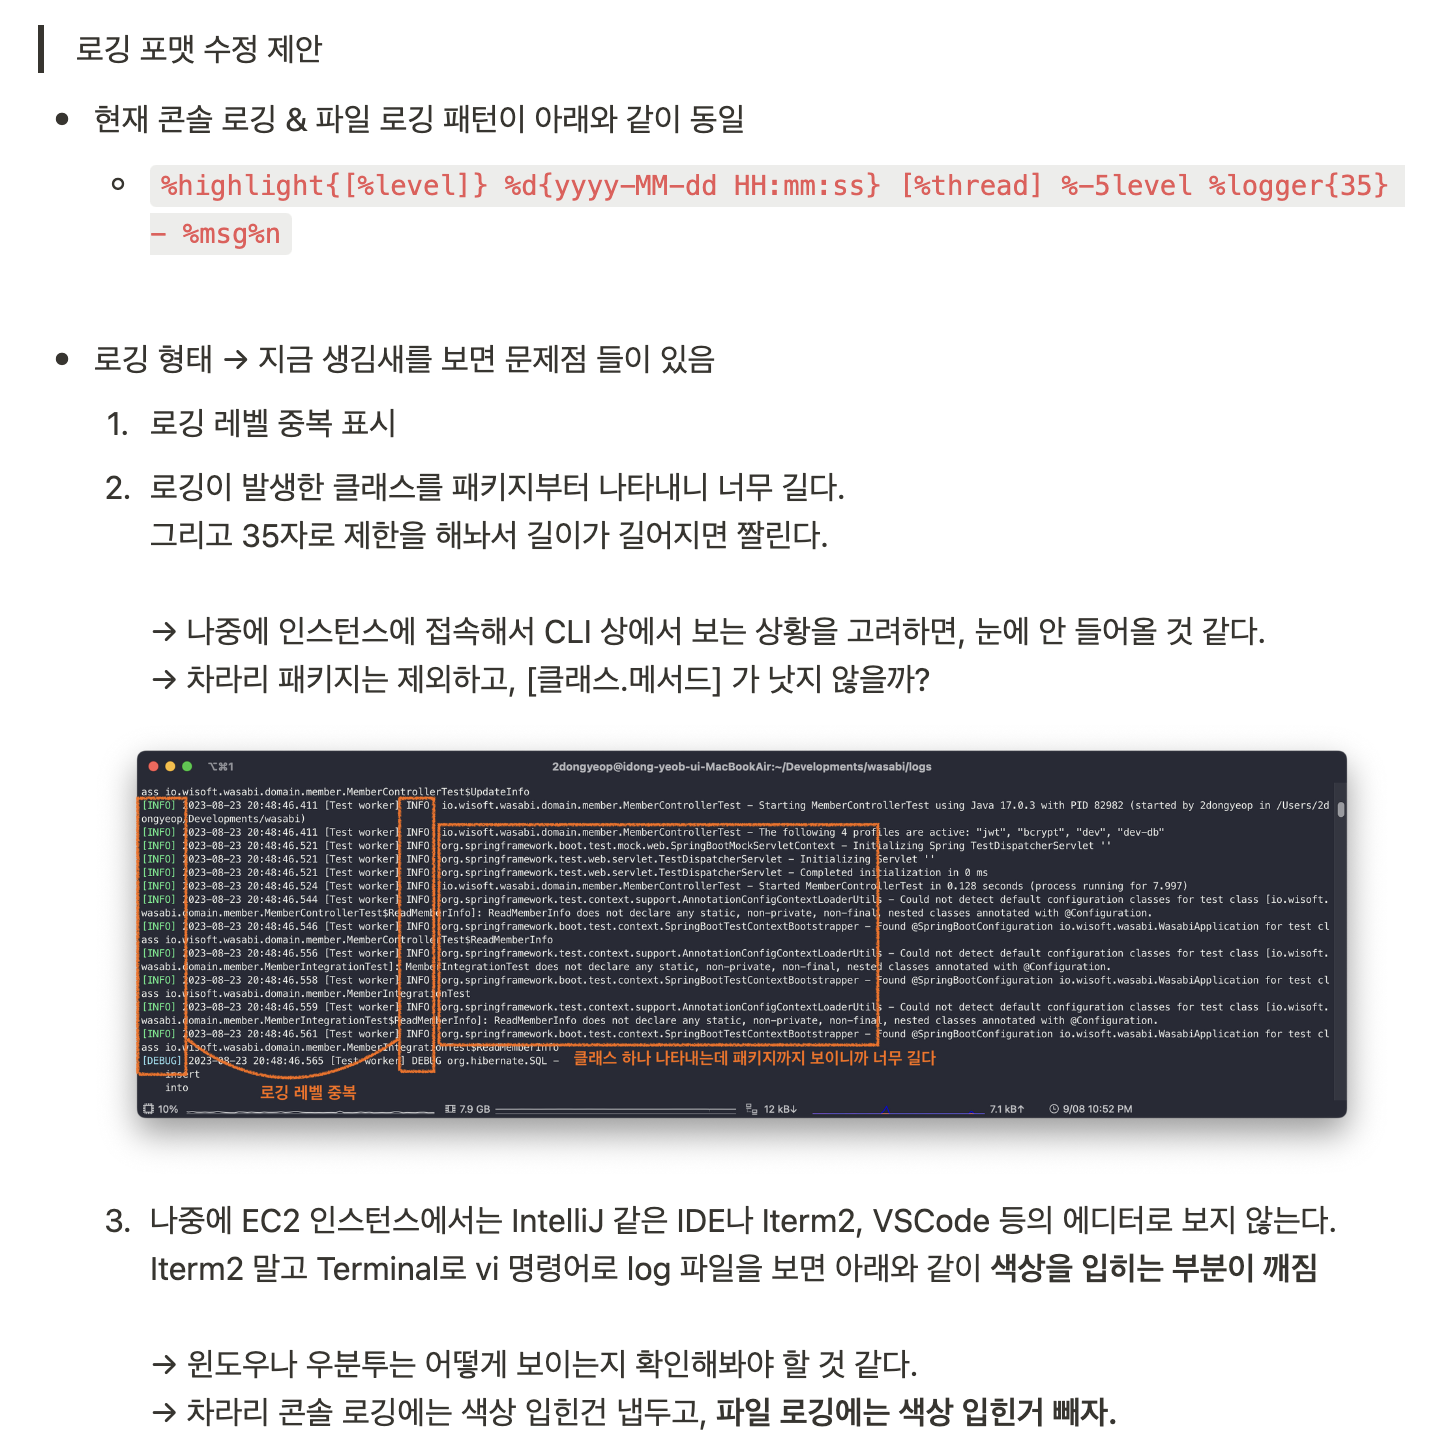 로깅 포맷 수정 제안
• 현재 콘솔 로깅 & 파일 로깅 패턴이 아래와 같이 동일
%highlight{[%level]} %d{yyyy-MM-dd HH:mm:ss} [%thread] %-5level %logger{35}
- %msg%n
• 로깅 형태 → 지금 생김새를 보면 문제점 들이 있음
1. 로깅 레벨 중복 표시
2. 로깅이 발생한 클래스를 패키지부터 나타내니 너무 길다.
그리고 35자로 제한을 해놔서 길이가 길어지면 짤린다.
→ 나중에 인스턴스에 접속해서 CLI 상에서 보는 상황을 고려하면, 눈에 안 들어올 것 같다.
→ 차라리 패키지는 제외하고, [클래스.메서드] 가 낫지 않을까?
⌥⌘1 2dongyeop@idong-yeob-ui-MacBookAir:~/Developments/wasabi/logs
ass io.wisoft.wasabi.domain.member.MemberControllerTest$UpdateInfo
[INFO] 2023-08-23 20:48:46.411 [Test worker] INFO io.wisoft.wasabi.domain.member.MemberControllerTest - Starting MemberControllerTest using Java 17.0.3 with PID 82982 (started by 2dongyeop in /Users/2d
ongyeop/Developments/wasabi)
[INFO] 2023-08-23 20:48:46.411 [Test worker] INFO io.wisoft.wasabi.domain.member.MemberControllerTest - The following 4 profiles are active: "jwt", "bcrypt", "dev", "dev-db"
[INFO] 2023-08-23 20:48:46.521 [Test worker] INFO org.springframework.boot.test.mock.web.SpringBootMockServletContext - Initializing Spring TestDispatcherServlet ''
[INFO] 2023-08-23 20:48:46.521 [Test worker] INFO org.springframework.test.web.servlet.TestDispatcherServlet - Initializing Servlet ''
[INFO] 2023-08-23 20:48:46.521 [Test worker] INFO org.springframework.test.web.servlet.TestDispatcherServlet - Completed initialization in 0 ms
[INFO] 2023-08-23 20:48:46.524 [Test worker] INFO io.wisoft.wasabi.domain.member.MemberControllerTest - Started MemberControllerTest in 0.128 seconds (process running for 7.997)
[INFO] 2023-08-23 20:48:46.544 [Test worker] INFO org.springframework.test.context.support.AnnotationConfigContextLoaderUtils - Could not detect default configuration classes for test class [io.wisoft.
wasabi.domain.member.MemberControllerTest$ReadMemberInfo]: ReadMemberInfo does not declare any static, non-private, non-final, nested classes annotated with @Configuration.
[INFO] 2023-08-23 20:48:46.546 [Test worker] INFO org.springframework.boot.test.context.SpringBootTestContextBootstrapper - Found @SpringBootConfiguration io.wisoft.wasabi.WasabiApplication for test cl
ass io.wisoft.wasabi.domain.member.MemberControllerTest$ReadMemberInfo
[INFO] 2023-08-23 20:48:46.556 [Test worker] INFO org.springframework.test.context.support.AnnotationConfigContextLoaderUtils - Could not detect default configuration classes for test class [io.wisoft.
wasabi.domain.member.MemberIntegrationTest]: MemberIntegrationTest does not declare any static, non-private, non-final, nested classes annotated with @Configuration.
[INFO] 2023-08-23 20:48:46.558 [Test worker] INFO org.springframework.boot.test.context.SpringBootTestContextBootstrapper - Found @SpringBootConfiguration io.wisoft.wasabi.WasabiApplication for test cl
ass io.wisoft.wasabi.domain.member.MemberIntegrationTest
[INFO] 2023-08-23 20:48:46.559 [Test worker] INFO org.springframework.test.context.support.AnnotationConfigContextLoaderUtils - Could not detect default configuration classes for test class [io.wisoft.
wasabi.domain.member.MemberIntegrationTest$ReadMemberInfo]: ReadMemberInfo does not declare any static, non-private, non-final, nested classes annotated with @Configuration.
[INFO] 2023-08-23 20:48:46.561 [Test worker] INFO org.springframework.boot.test.context.SpringBootTestContextBootstrapper - Found @SpringBootConfiguration io.wisoft.wasabi.WasabiApplication for test cl
ass io.wisoft.wasabi.domain.member.MemberIntegrationTest$ReadMemberInfo
[DEBUG] 2023-08-23 20:48:46.565 [Test worker] DEBUG org.hibernate.SQL - 클래스 하나 나타내는데 패키지까지 보이니까 너무 길다
insert
into
로깅 레벨 중복
10% 7.9 GB 12 kB↓ 7.1 kB↑ 9/08 10:52 PM
3. 나중에 EC2 인스턴스에서는 IntelliJ 같은 IDE나 Iterm2, VSCode 등의 에디터로 보지 않는다.
Iterm2 말고 Terminal로 vi 명령어로 log 파일을 보면 아래와 같이 색상을 입히는 부분이 깨짐
→ 윈도우나 우분투는 어떻게 보이는지 확인해봐야 할 것 같다.
→ 차라리 콘솔 로깅에는 색상 입힌건 냅두고, 파일 로깅에는 색상 입힌거 빼자.